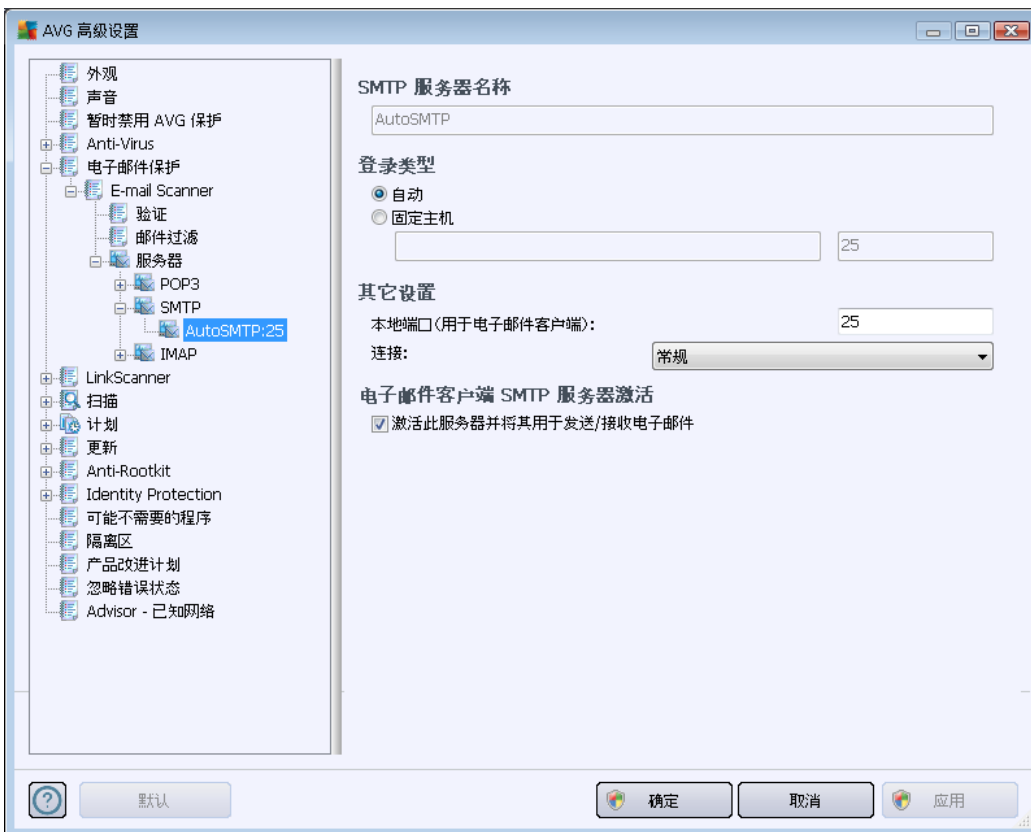 AVG 高级设置
外观
声音
暂时禁用 AVG 保护
Anti-Virus
电子邮件保护
E-mail Scanner
验证
邮件过滤
服务器
POP3
SMTP
AutoSMTP:25
IMAP
LinkScanner
扫描
计划
更新
Anti-Rootkit
Identity Protection
可能不需要的程序
隔离区
产品改进计划
忽略错误状态
Advisor - 已知网络
SMTP 服务器名称
AutoSMTP
登录类型
自动
固定主机
25
其它设置
本地端口(用于电子邮件客户端): 25
连接: 常规
电子邮件客户端 SMTP 服务器激活
激活此服务器并将其用于发送/接收电子邮件
默认 确定 取消 应用